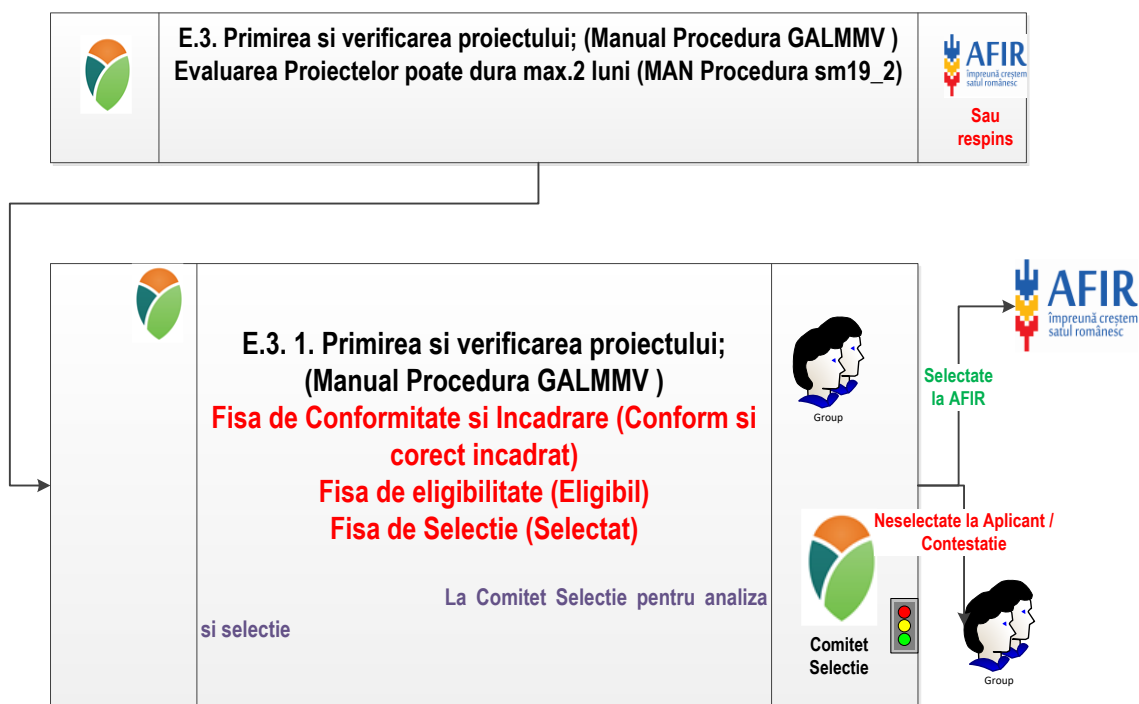 E.3. Primirea si verificarea proiectului; (Manual Procedura GALMMV )
Evaluarea Proiectelor poate dura max.2 luni (MAN Procedura sm19_2)
AFIR
împreună creștem
satul românesc
Sau
respins
E.3. 1. Primirea si verificarea proiectului;
(Manual Procedura GALMMV )
Fisa de Conformitate si Incadrare (Conform si
corect incadrat)
Fisa de eligibilitate (Eligibil)
Fisa de Selectie (Selectat)
La Comitet Selectie pentru analiza
si selectie
Group
Comitet
Selectie
AFIR
împreună creștem
satul românesc
Selectate
la AFIR
Neselectate la Aplicant /
Contestatie
Group